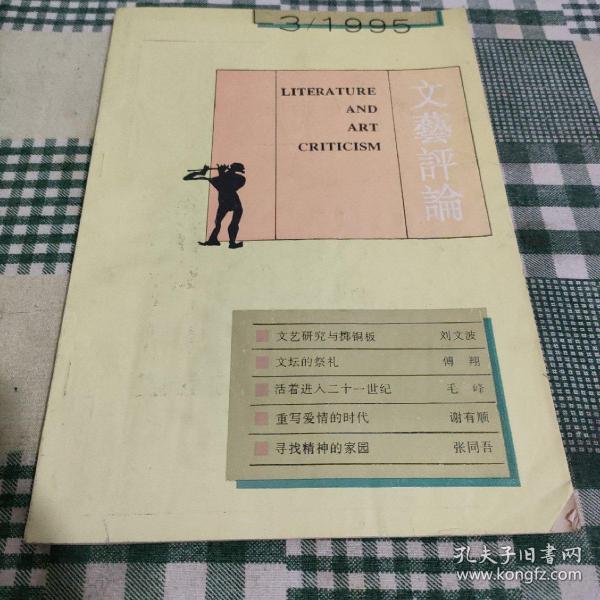 3/1995
LITERATURE
AND
ART
CRITICISM
文藝評論
文艺研究与掷铜板 刘文波
文坛的祭礼 傅翔
活着进入二十一世纪 毛峰
重写爱情的时代 谢有顺
寻找精神的家园 张同吾
孔夫子旧书网
www.kongfz.com